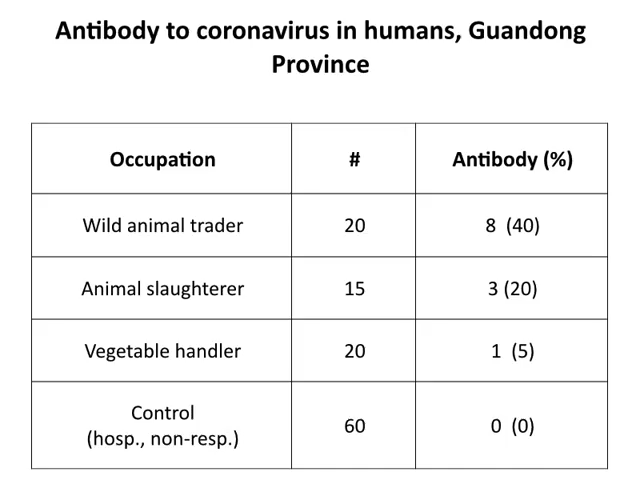 Antibody to coronavirus in humans, Guandong
Province
Occupation # Antibody (%)
Wild animal trader 20 8 (40)
Animal slaughterer 15 3 (20)
Vegetable handler 20 1 (5)
Control
(hosp., non-resp.) 60 0 (0)